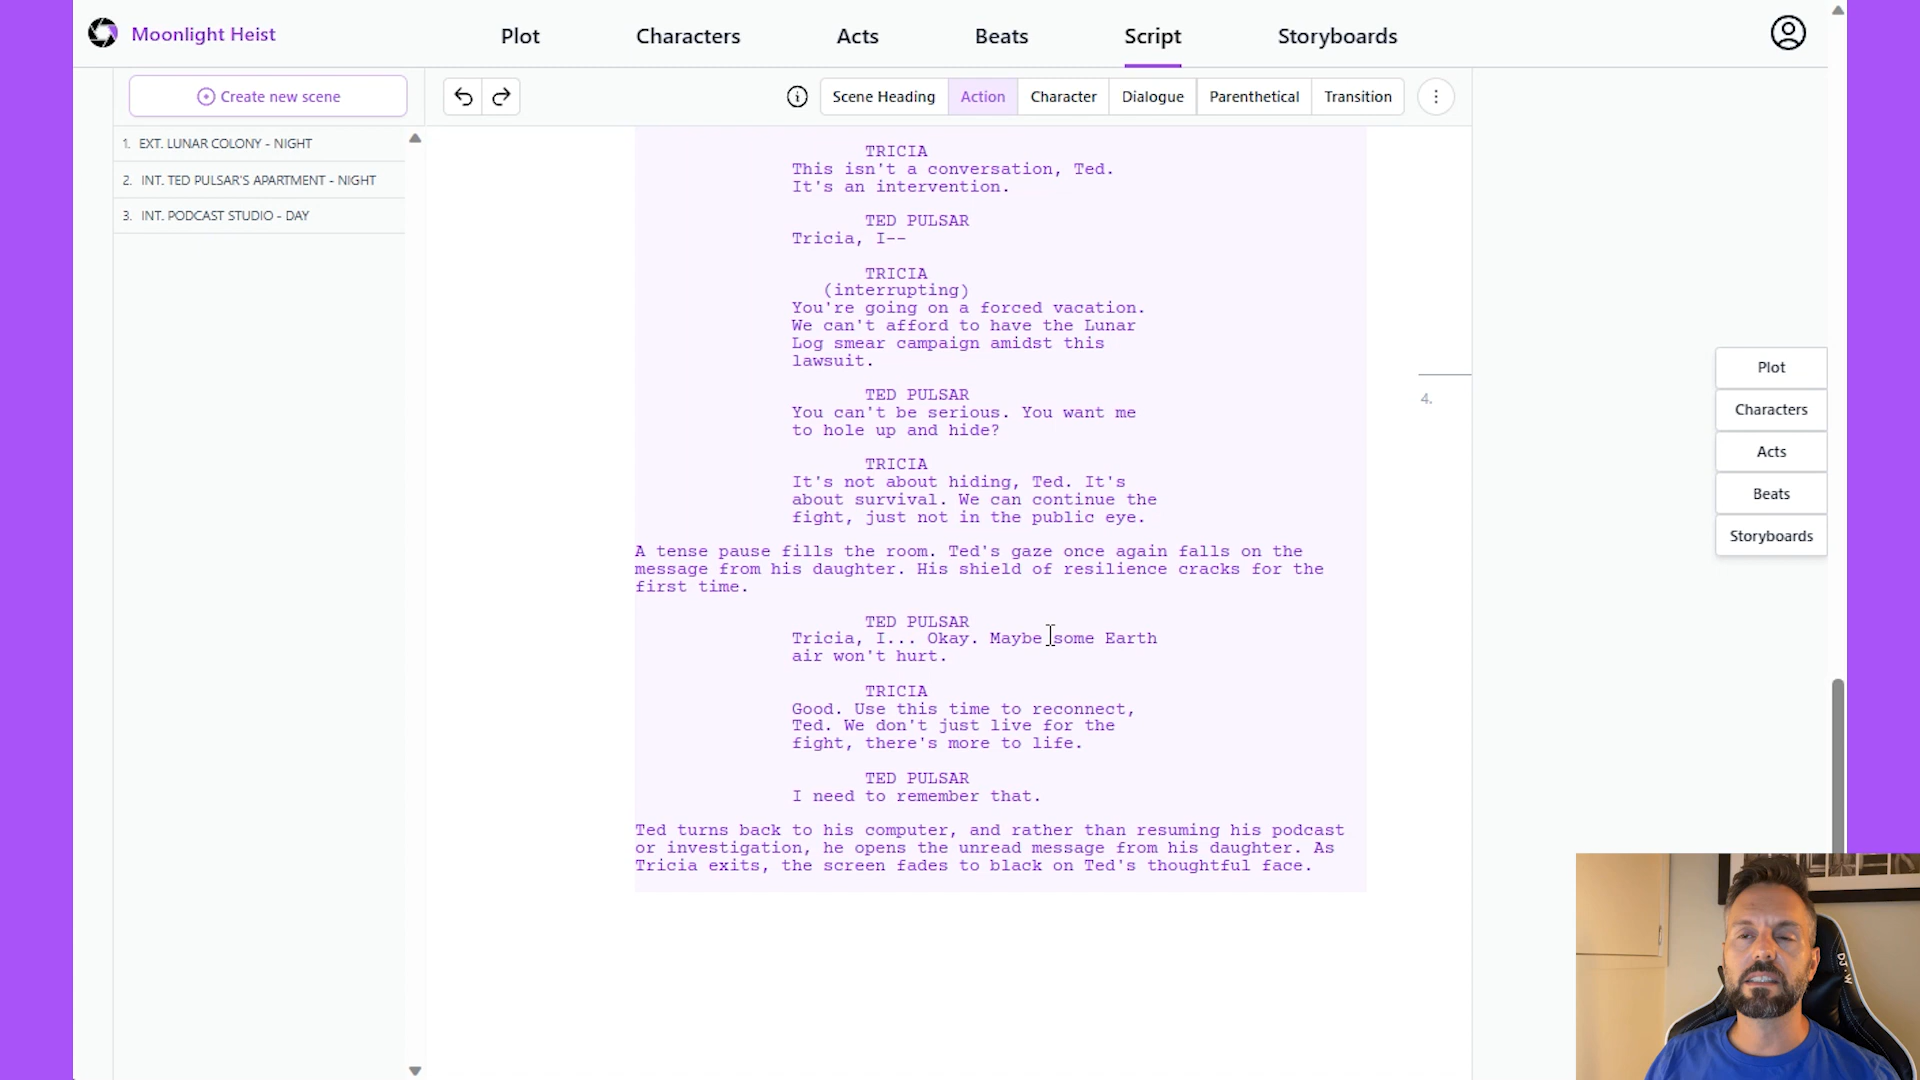 Moonlight Heist
Plot
Characters
Acts
Beats
Script
Storyboards
Create new scene
Scene Heading
Action
Character
Dialogue
Parenthetical
Transition
1. EXT. LUNAR COLONY - NIGHT
2. INT. TED PULSAR'S APARTMENT - NIGHT
3. INT. PODCAST STUDIO - DAY
TRICIA
This isn't a conversation, Ted.
It's an intervention.
TED PULSAR
Tricia, I--
TRICIA
(interrupting)
You're going on a forced vacation.
We can't afford to have the Lunar
Log smear campaign amidst this
lawsuit.
TED PULSAR
You can't be serious. You want me
to hole up and hide?
TRICIA
It's not about hiding, Ted. It's
about survival. We can continue the
fight, just not in the public eye.
A tense pause fills the room. Ted's gaze once again falls on the
message from his daughter. His shield of resilience cracks for the
first time.
TED PULSAR
Tricia, I... Okay. Maybe some Earth
air won't hurt.
TRICIA
Good. Use this time to reconnect,
Ted. We don't just live for the
fight, there's more to life.
TED PULSAR
I need to remember that.
Ted turns back to his computer, and rather than resuming his podcast
or investigation, he opens the unread message from his daughter. As
Tricia exits, the screen fades to black on Ted's thoughtful face.
4.
Plot
Characters
Acts
Beats
Storyboards
DJ.W